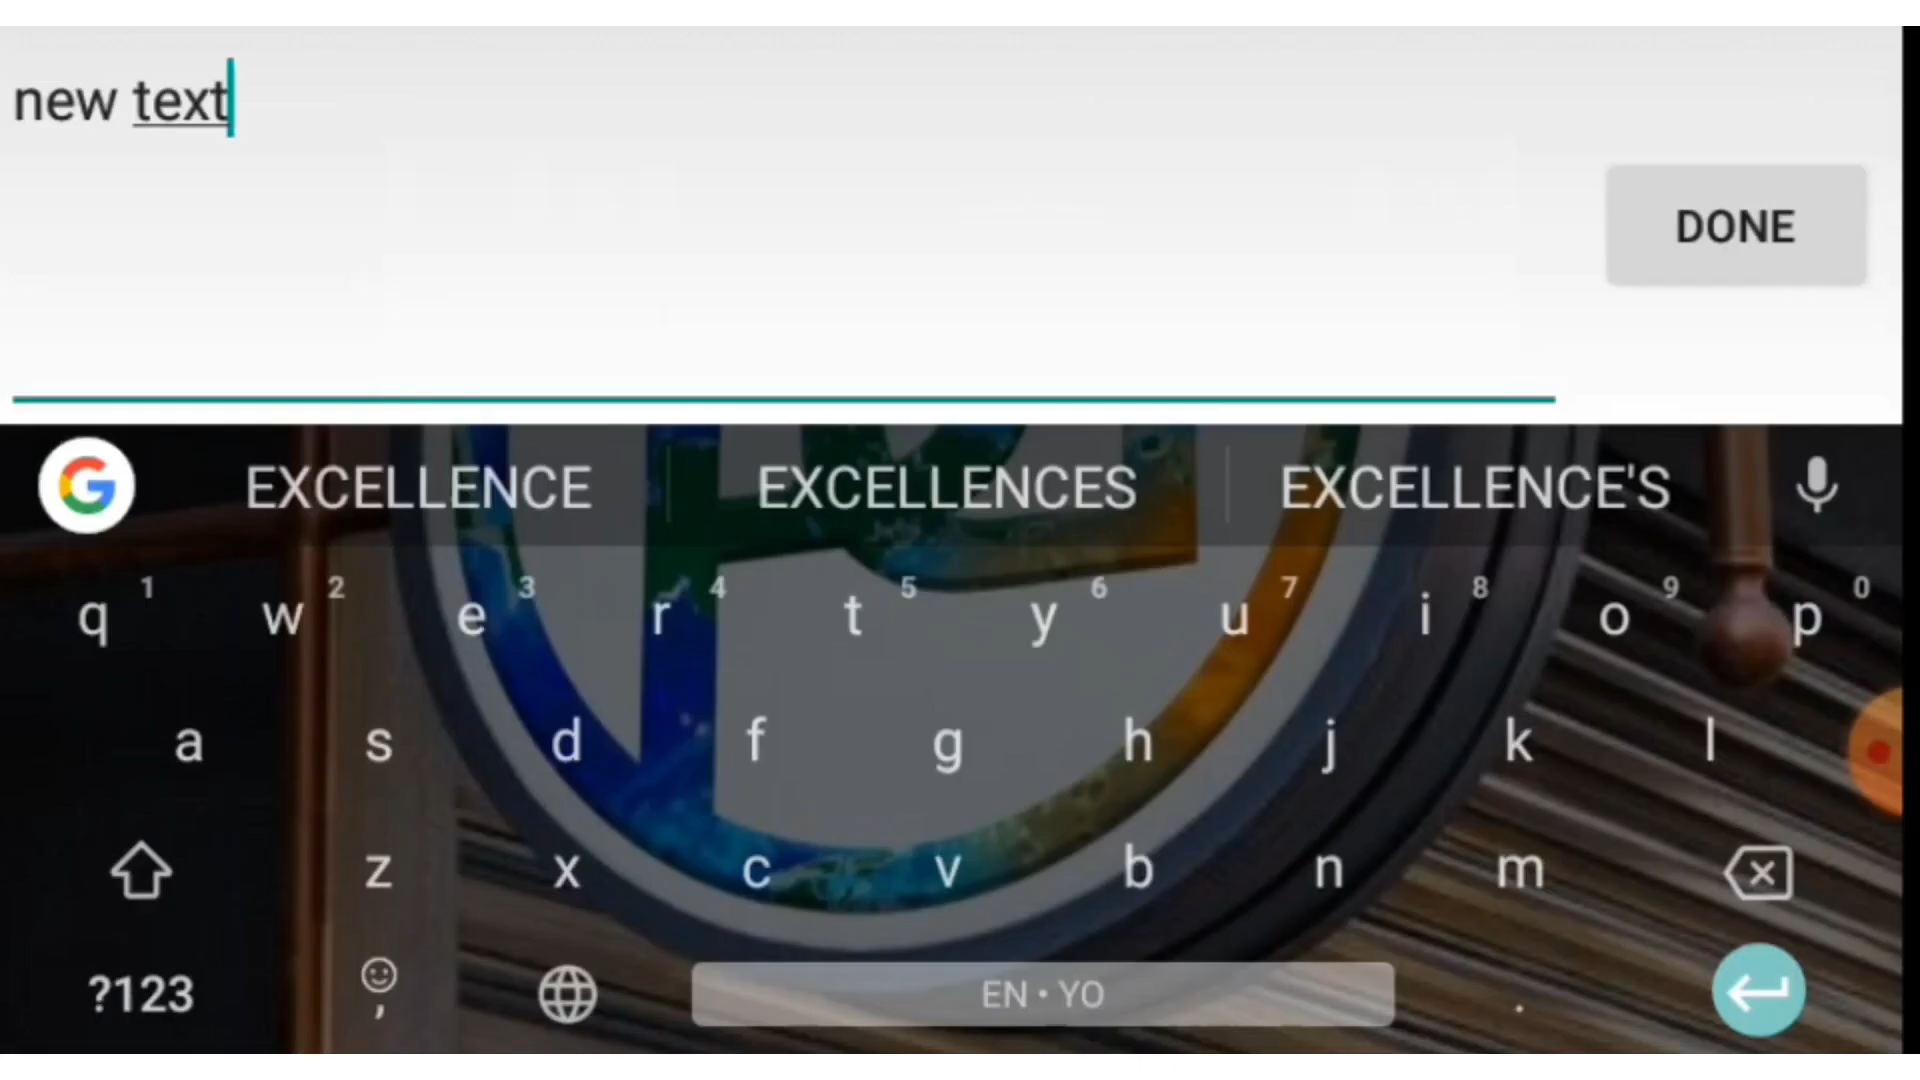 new text
DONE
G EXCELLENCE EXCELLENCES EXCELLENCE'S
q 1 w 2 e 3 r 4 t 5 y 6 u 7 i 8 o 9 p 0
a s d f g h j k l
z x c v b n m
?123 , EN • YO .